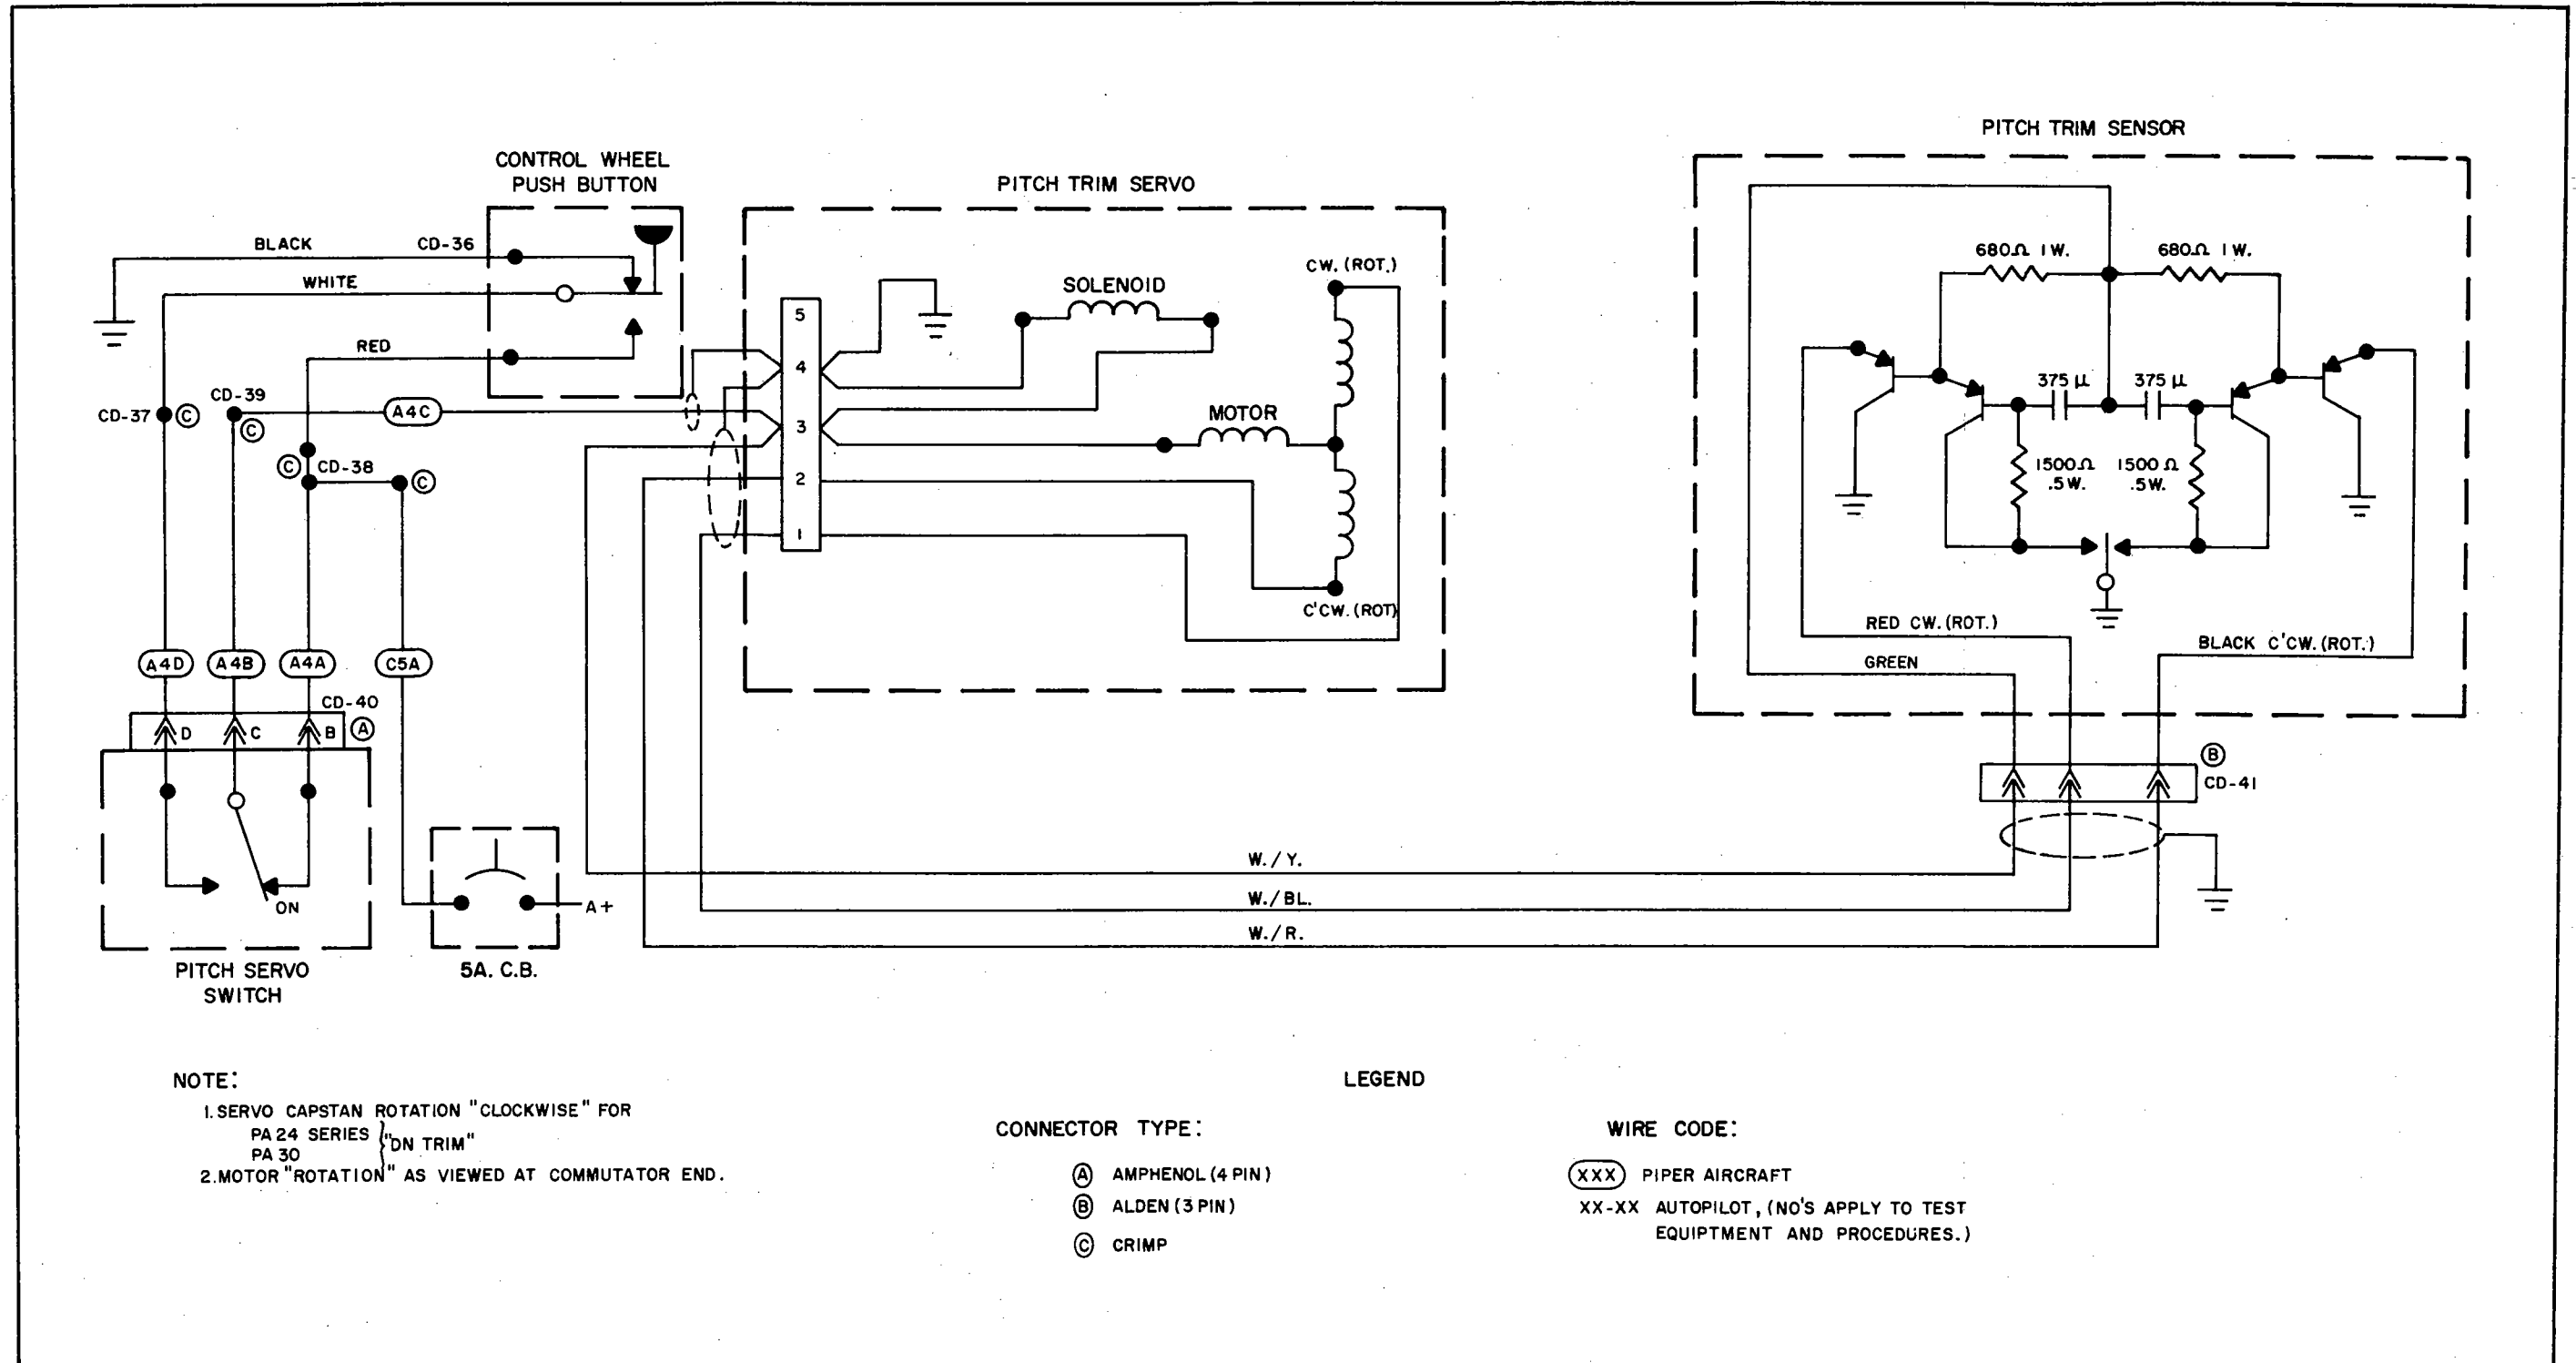 PITCH TRIM SENSOR
CONTROL WHEEL
PUSH BUTTON
PITCH TRIM SERVO
BLACK
CD-36
WHITE
RED
CD-37
C
CD-39
C
A4C
C
CD-38
C
A4D
A4B
A4A
C5A
CD-40
A
D
C
B
ON
PITCH SERVO
SWITCH
5A. C.B.
A+
5
4
3
2
1
SOLENOID
MOTOR
CW. (ROT.)
C'CW. (ROT)
680Ω 1W.
680Ω 1W.
375 µ
375 µ
1500Ω
.5W.
1500Ω
.5W.
RED CW. (ROT.)
GREEN
BLACK C'CW. (ROT.)
B
CD-41
W./Y.
W./BL.
W./R.
NOTE:
1. SERVO CAPSTAN ROTATION "CLOCKWISE" FOR
PA 24 SERIES
PA 30
"DN TRIM"
2. MOTOR "ROTATION" AS VIEWED AT COMMUTATOR END.
LEGEND
CONNECTOR TYPE:
A AMPHENOL (4 PIN)
B ALDEN (3 PIN)
C CRIMP
WIRE CODE:
XXX PIPER AIRCRAFT
XX-XX AUTOPILOT, (NO'S APPLY TO TEST
EQUIPTMENT AND PROCEDURES.)